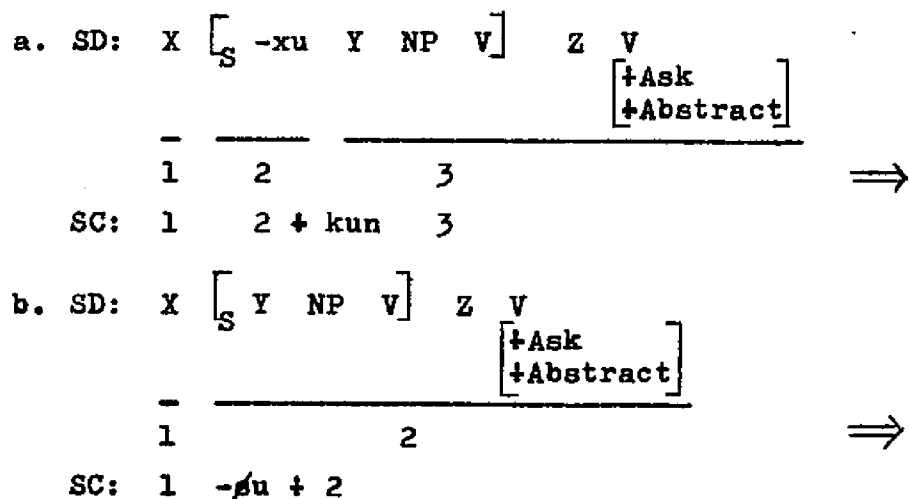 a. SD: X [S -xu Y NP V] Z V
[+Ask
+Abstract]
1 2 3 ⟹
SC: 1 2 + kun 3
b. SD: X [S Y NP V] Z V
[+Ask
+Abstract]
1 2 ⟹
SC: 1 + 2